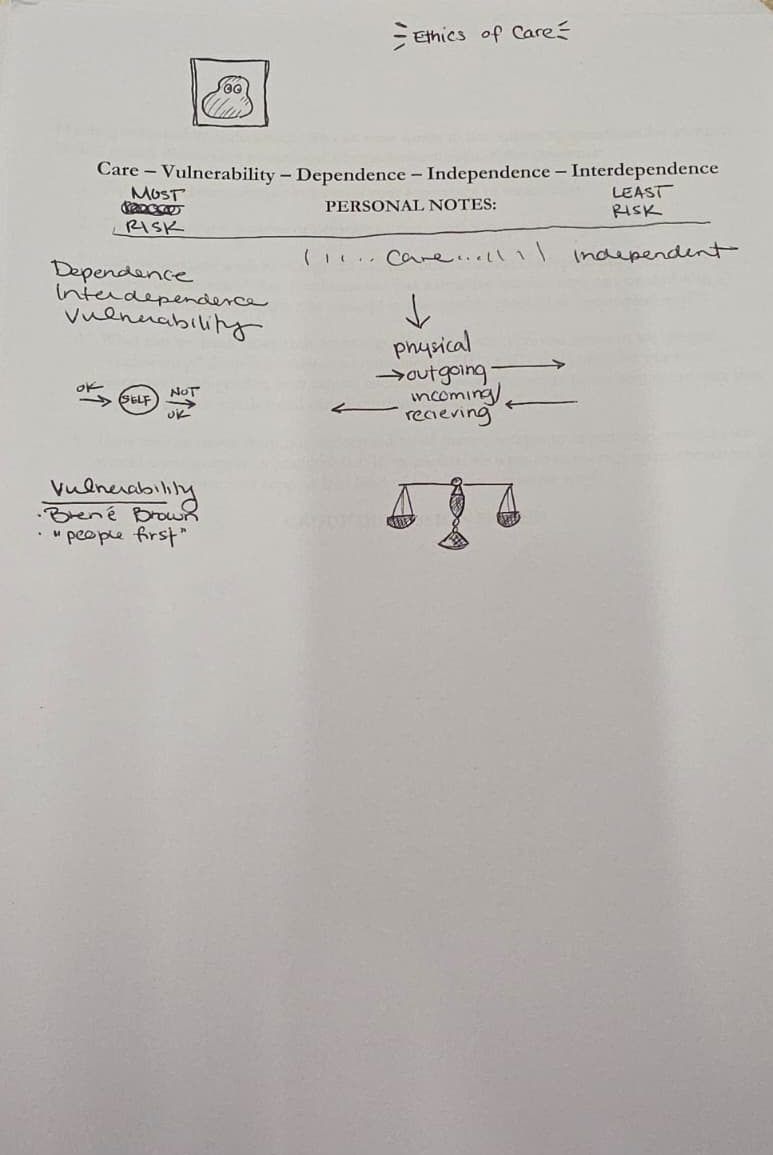 Ethics of Care
Care – Vulnerability – Dependence – Independence – Interdependence
MOST
RISK
PERSONAL NOTES:
LEAST
RISK
Dependence
Interdependence
Vulnerability
Care
independent
physical
outgoing
incoming/
recieving
OK
SELF
NOT
OK
Vulnerability
· Brené Brown
· "people first"